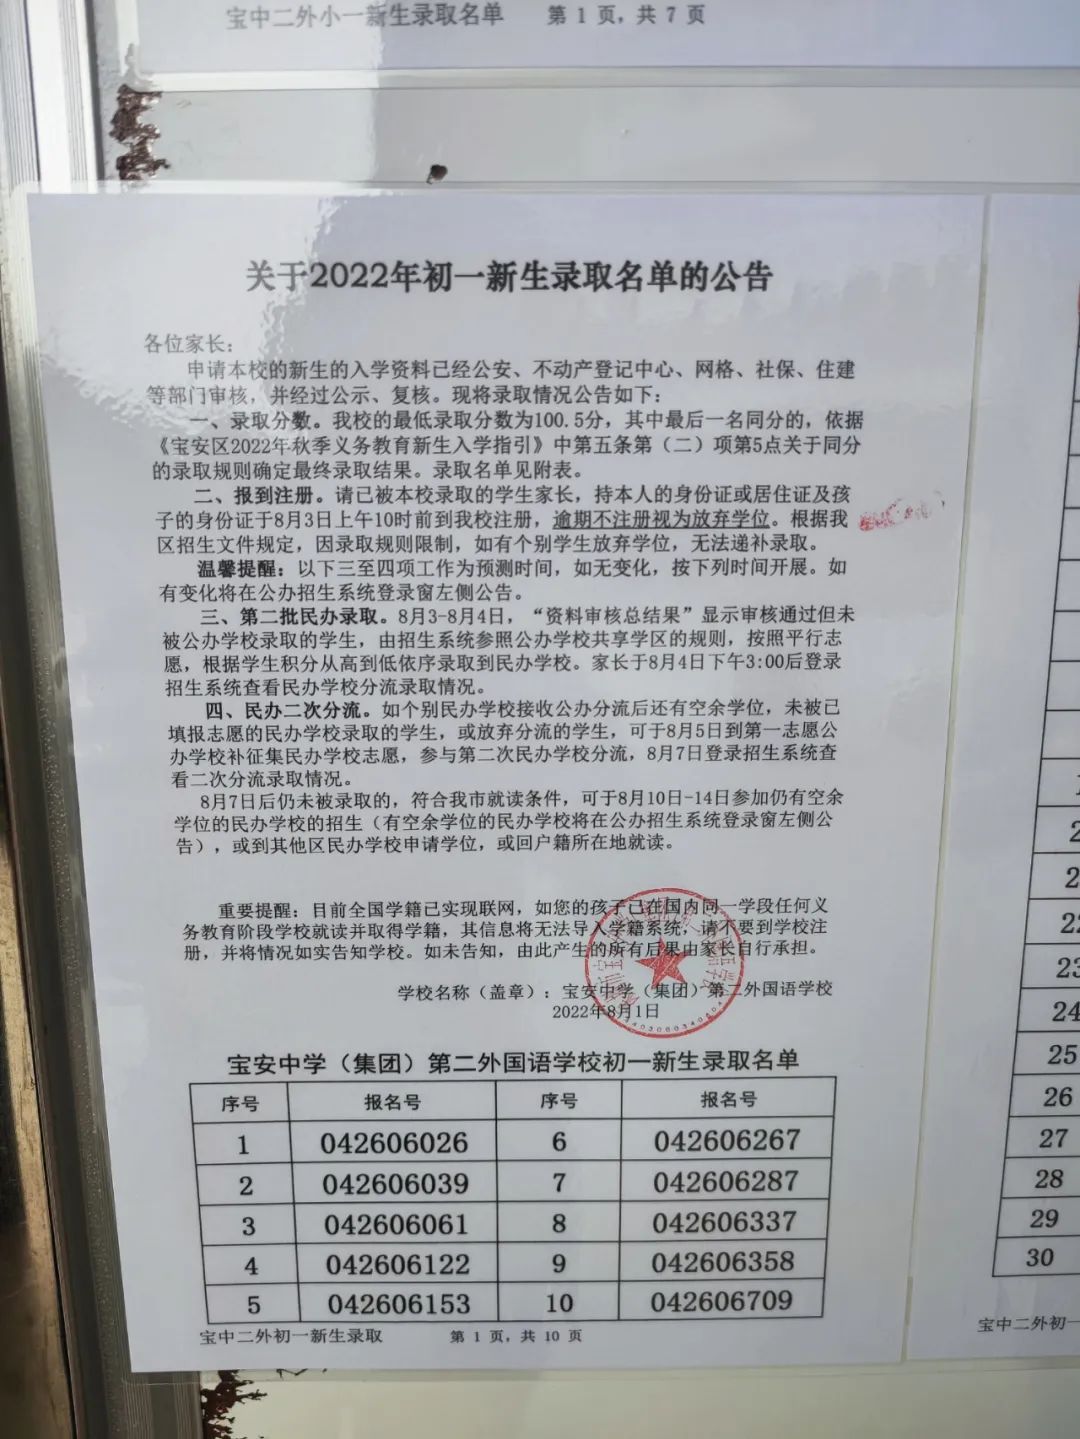 宝中二外小一新生录取名单 第 1 页，共 7 页
关于2022年初一新生录取名单的公告
各位家长：
申请本校的新生的入学资料已经公安、不动产登记中心、网格、社保、住建
等部门审核，并经过公示、复核。现将录取情况公告如下：
一、录取分数。我校的最低录取分数为100.5分，其中最后一名同分的，依据
《宝安区2022年秋季义务教育新生入学指引》中第五条第（二）项第5点关于同分
的录取规则确定最终录取结果。录取名单见附表。
二、报到注册。请已被本校录取的学生家长，持本人的身份证或居住证及孩
子的身份证于8月3日上午10时前到我校注册，逾期不注册视为放弃学位。根据我
区招生文件规定，因录取规则限制，如有个别学生放弃学位，无法递补录取。
温馨提醒：以下三至四项工作为预测时间，如无变化，按下列时间开展。如
有变化将在公办招生系统登录窗左侧公告。
三、第二批民办录取。8月3-8月4日，“资料审核总结果”显示审核通过但未
被公办学校录取的学生，由招生系统参照公办学校共享学区的规则，按照平行志
愿，根据学生积分从高到低依序录取到民办学校。家长于8月4日下午3:00后登录
招生系统查看民办学校分流录取情况。
四、民办二次分流。如个别民办学校接收公办分流后还有空余学位，未被已
填报志愿的民办学校录取的学生，或放弃分流的学生，可于8月5日到第一志愿公
办学校补征集民办学校志愿，参与第二次民办学校分流，8月7日登录招生系统查
看二次分流录取情况。
8月7日后仍未被录取的，符合我市就读条件，可于8月10日-14日参加仍有空余
学位的民办学校的招生（有空余学位的民办学校将在公办招生系统登录窗左侧公
告），或到其他区民办学校申请学位，或回户籍所在地就读。
重要提醒：目前全国学籍已实现联网，如您的孩子已在国内同一学段任何义
务教育阶段学校就读并取得学籍，其信息将无法导入学籍系统，请不要到学校注
册，并将情况如实告知学校。如未告知，由此产生的所有后果由家长自行承担。
学校名称（盖章）：宝安中学（集团）第二外国语学校
2022年8月1日
宝安中学（集团）第二外国语学校初一新生录取名单
序号 报名号 序号 报名号
1 042606026 6 042606267
2 042606039 7 042606287
3 042606061 8 042606337
4 042606122 9 042606358
5 042606153 10 042606709
宝中二外初一新生录取 第 1 页，共 10 页
22
23
24
25
26
27
28
29
30
宝中二外初一